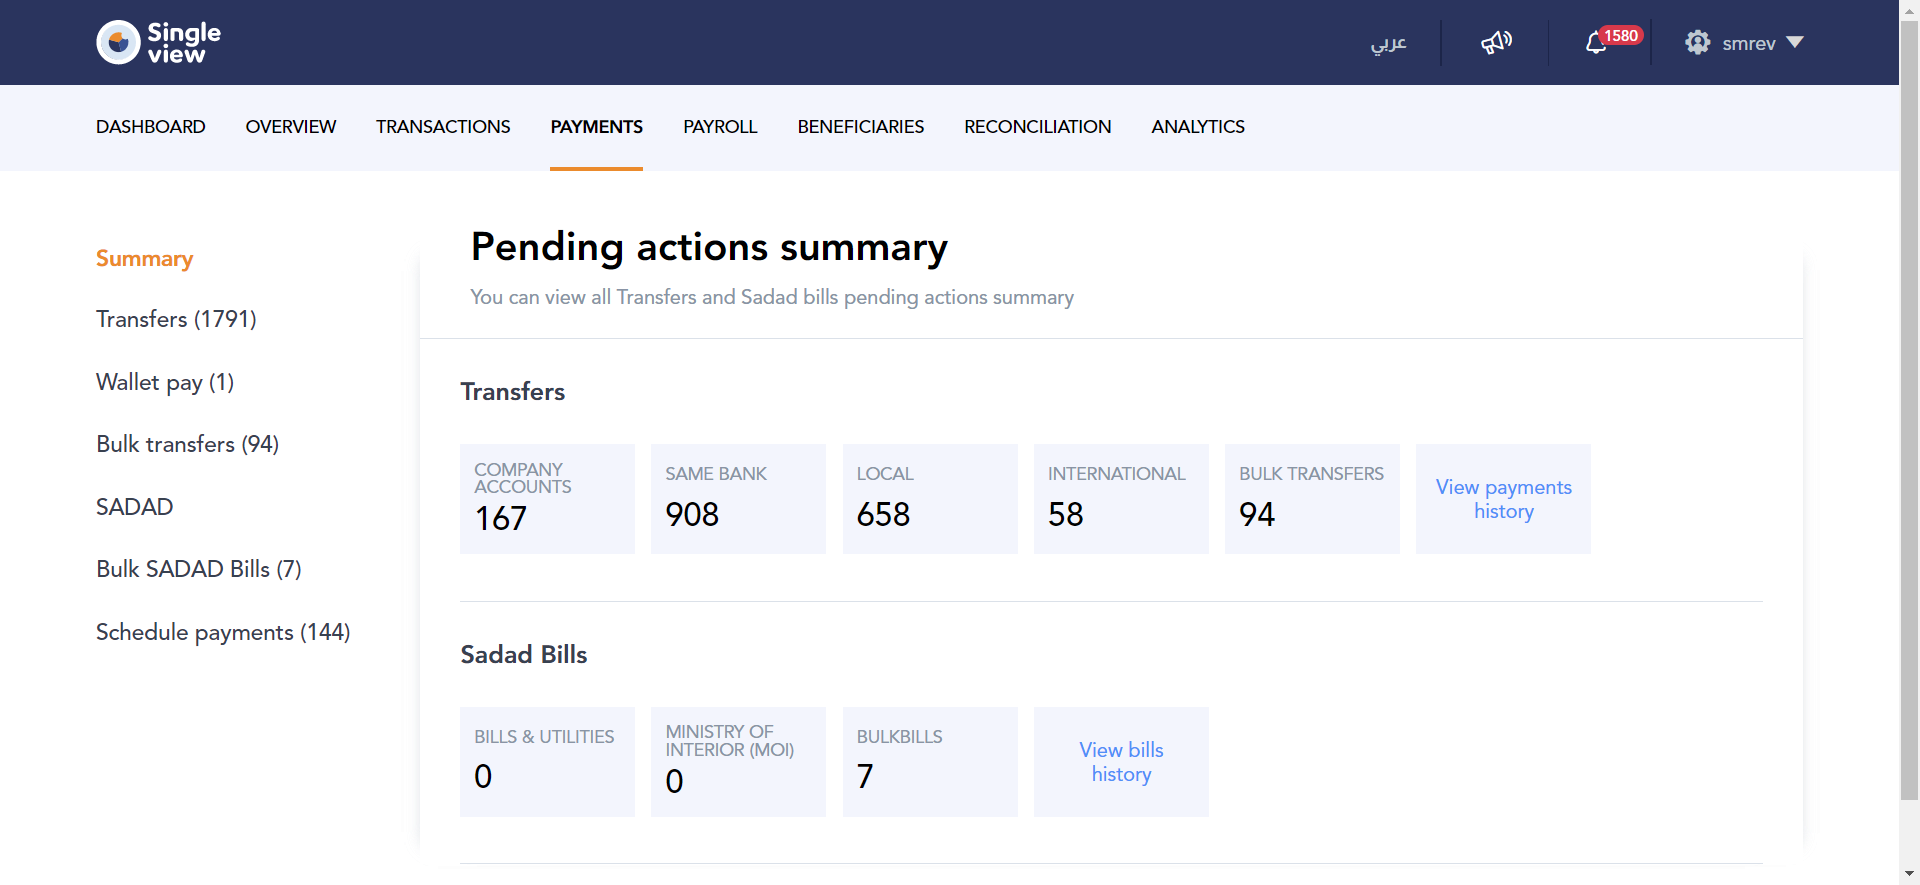 Single
view
عربي
1580
smrev
DASHBOARD OVERVIEW TRANSACTIONS PAYMENTS PAYROLL BENEFICIARIES RECONCILIATION ANALYTICS
Summary
Transfers (1791)
Wallet pay (1)
Bulk transfers (94)
SADAD
Bulk SADAD Bills (7)
Schedule payments (144)
Pending actions summary
You can view all Transfers and Sadad bills pending actions summary
Transfers
COMPANY
ACCOUNTS
167
SAME BANK
908
LOCAL
658
INTERNATIONAL
58
BULK TRANSFERS
94
View payments
history
Sadad Bills
BILLS & UTILITIES
0
MINISTRY OF
INTERIOR (MOI)
0
BULKBILLS
7
View bills
history